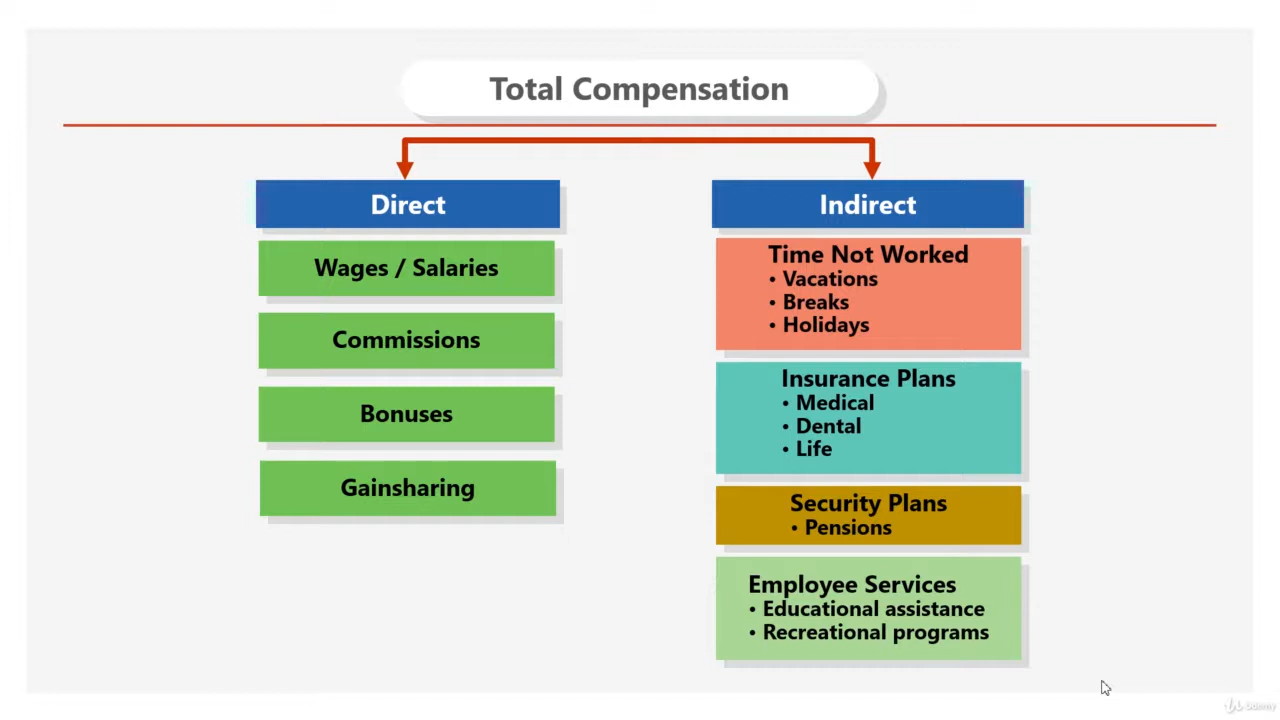 Total Compensation
Direct
Wages / Salaries
Commissions
Bonuses
Gainsharing
Indirect
Time Not Worked
• Vacations
• Breaks
• Holidays
Insurance Plans
• Medical
• Dental
• Life
Security Plans
• Pensions
Employee Services
• Educational assistance
• Recreational programs
Udemy